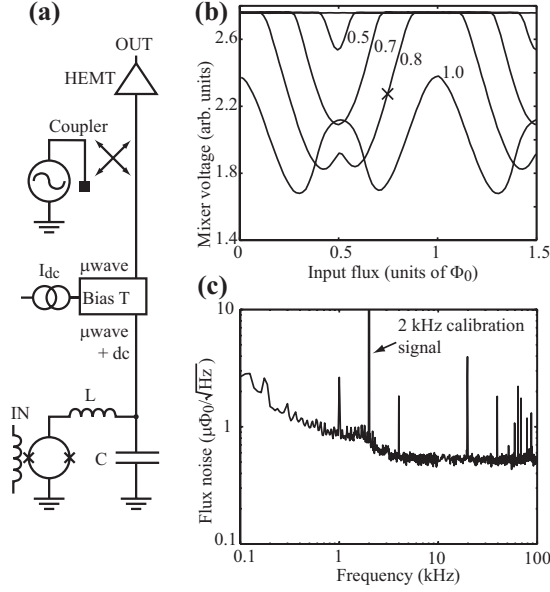 (a)
OUT
HEMT
Coupler
I_dc
μwave
Bias T
μwave
+ dc
L
IN
C
(b)
Mixer voltage (arb. units)
2.6
2.2
1.8
1.4
0.5
0.7
0.8
1.0
0
0.5
1
1.5
Input flux (units of Φ₀)
(c)
Flux noise (μΦ₀/√Hz)
10
1
0.1
2 kHz calibration
signal
0.1
1
10
100
Frequency (kHz)